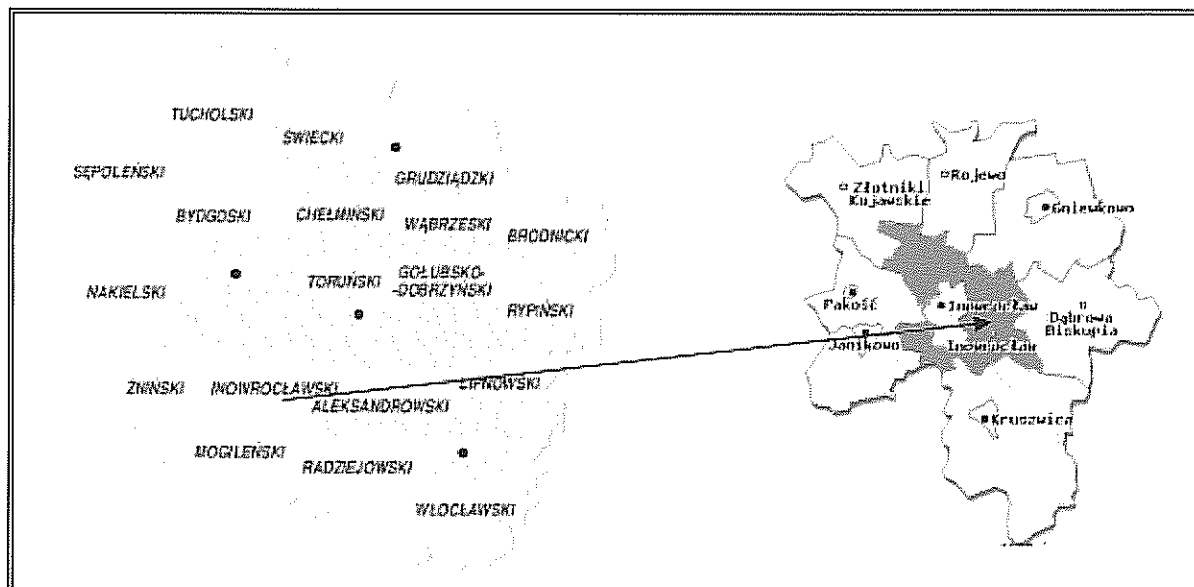 TUCHOLSKI
ŚWIECKI
SĘPOLEŃSKI
GRUDZIĄDZKI
BYDGOSKI
CHEŁMIŃSKI
WĄBRZESKI
BRODNICKI
NAKIELSKI
TORUŃSKI
GOLUBSKO-
-DOBRZYŃSKI
RYPIŃSKI
ŻNIŃSKI
INOWROCŁAWSKI
LIPNOWSKI
ALEKSANDROWSKI
MOGILEŃSKI
RADZIEJOWSKI
WŁOCŁAWSKI
Rojewo
Złotniki
Kujawskie
Gniewkowo
Pakość
Inowrocław
Dąbrowa
Biskupia
Janikowo
Inowrocław
Kruszwica